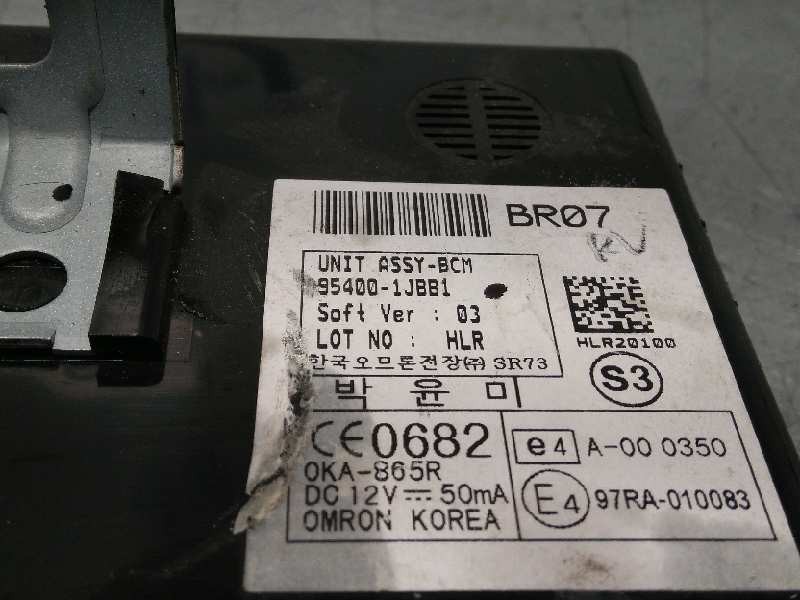 BR07
UNIT ASSY-BCM
95400-1JBB1
Soft Ver : 03
LOT NO : HLR
한국오므론전장(주) SR73
HLR20100
S3
박 윤 미
CE0682
OKA-865R
DC 12V 50mA
OMRON KOREA
e4 A-00 0350
E4 97RA-010083